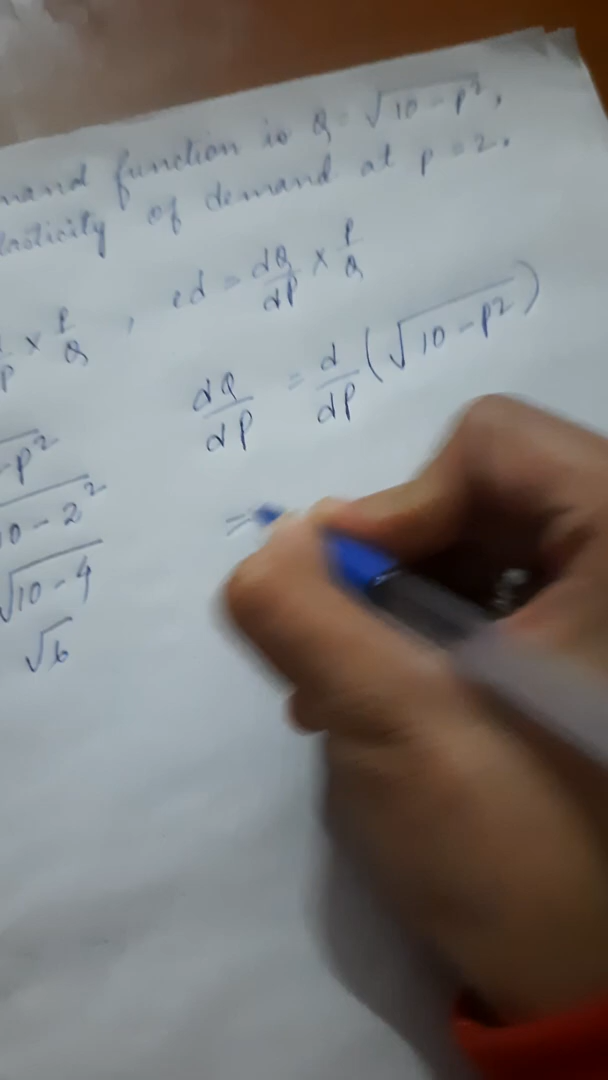 mand function is Q = √10 - p²,
lasticity of demand at p = 2.
/p × P/Q , ed = dQ/dP × P/Q
dQ/dP = d/dP (√10 - p²)
-p²
10 - 2²
√10 - 4
√6
=